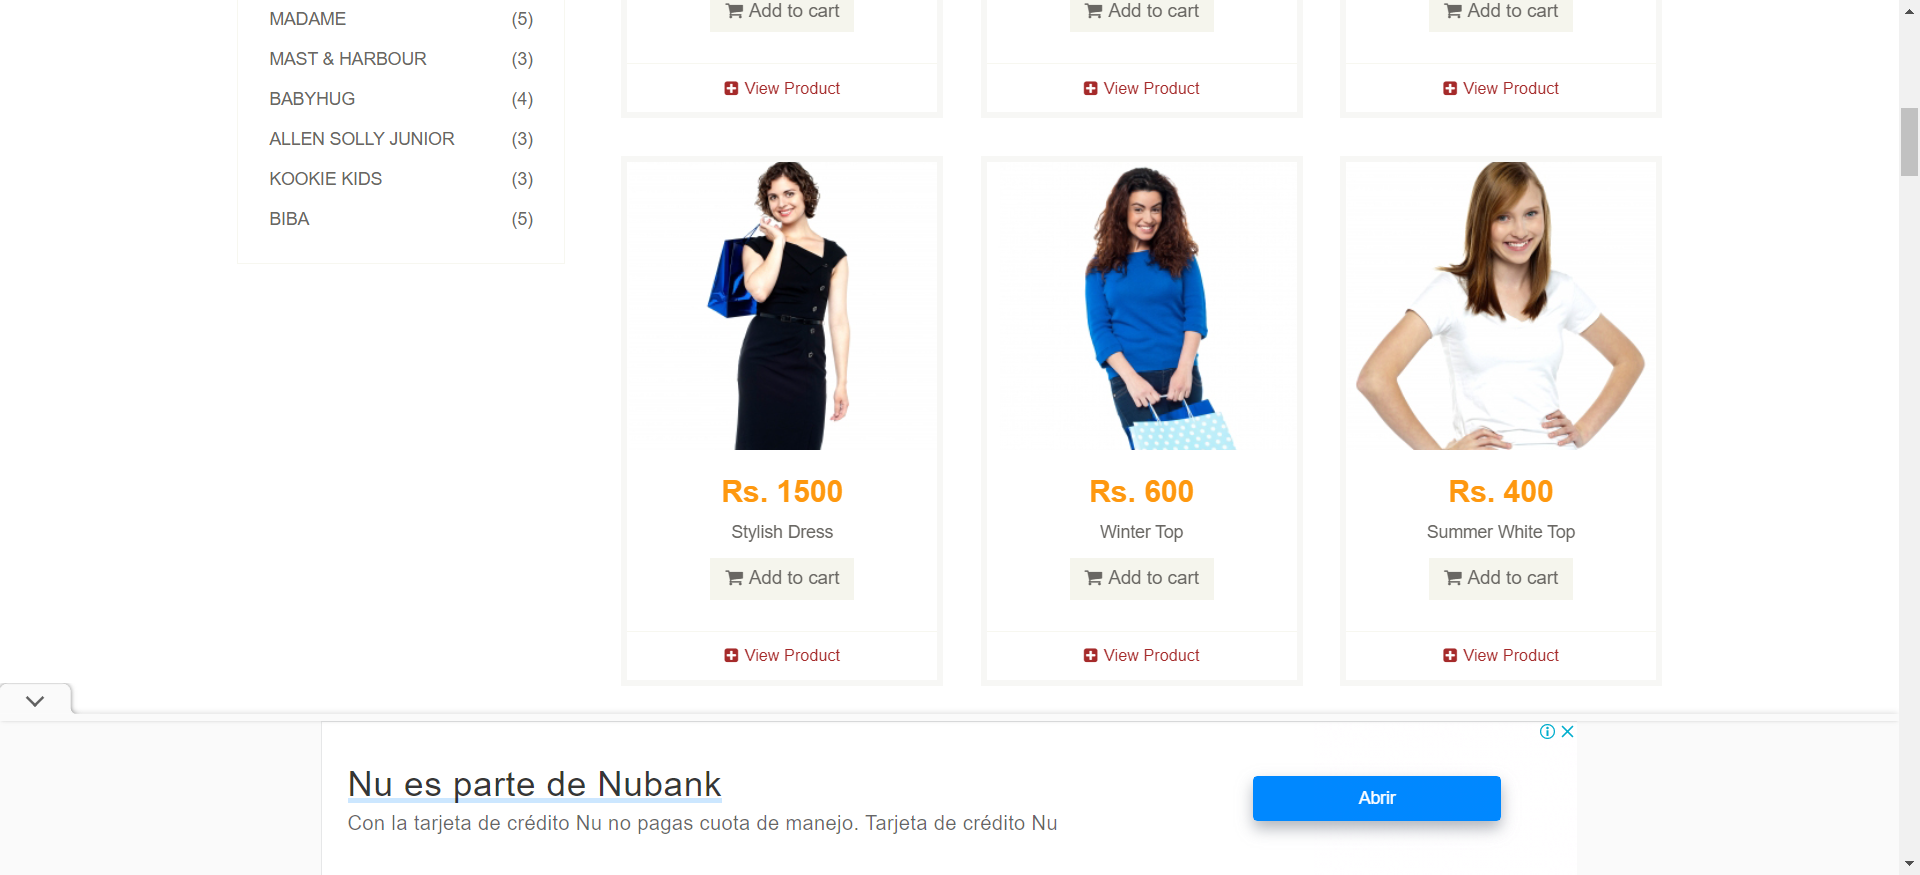 MADAME (5)
MAST & HARBOUR (3)
BABYHUG (4)
ALLEN SOLLY JUNIOR (3)
KOOKIE KIDS (3)
BIBA (5)
Add to cart Add to cart Add to cart
View Product View Product View Product
Rs. 1500 Rs. 600 Rs. 400
Stylish Dress Winter Top Summer White Top
Add to cart Add to cart Add to cart
View Product View Product View Product
Nu es parte de Nubank
Con la tarjeta de crédito Nu no pagas cuota de manejo. Tarjeta de crédito Nu
Abrir